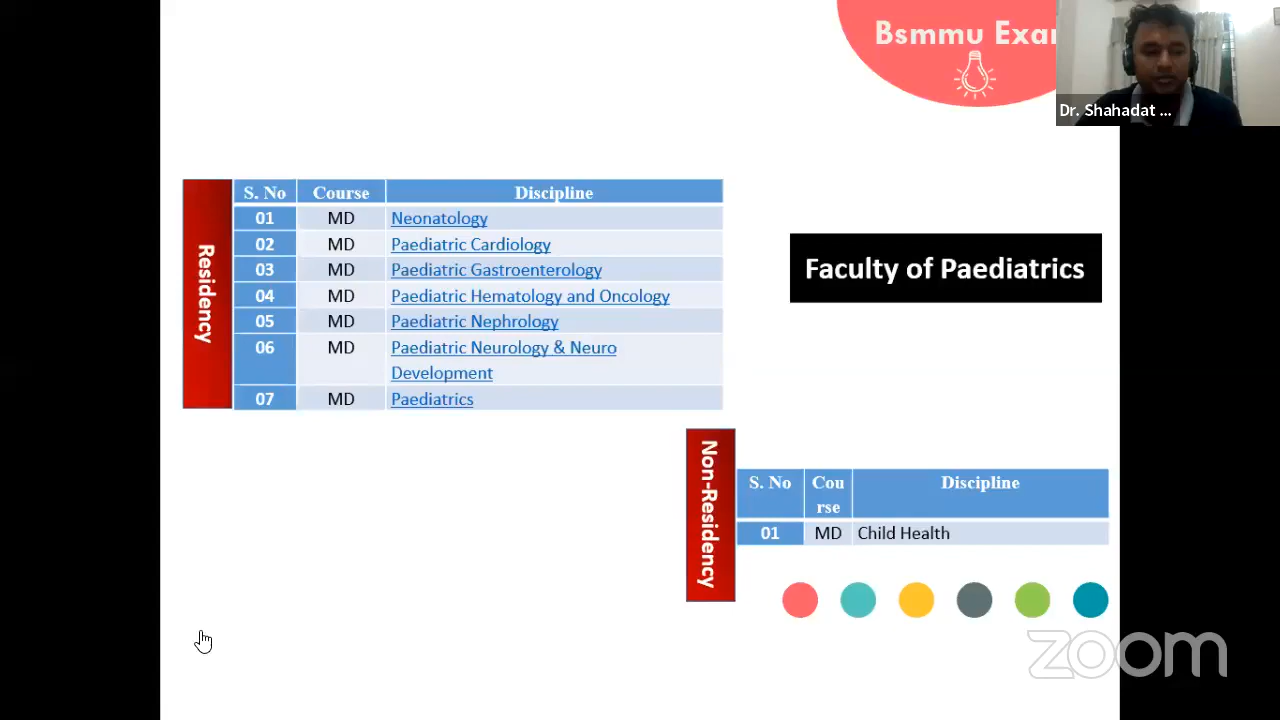 Bsmmu Exam
Dr. Shahadat ...
Residency
S. No Course Discipline
01 MD Neonatology
02 MD Paediatric Cardiology
03 MD Paediatric Gastroenterology
04 MD Paediatric Hematology and Oncology
05 MD Paediatric Nephrology
06 MD Paediatric Neurology & Neuro
Development
07 MD Paediatrics
Faculty of Paediatrics
Non-Residency
S. No Cou Discipline
rse
01 MD Child Health
zoom